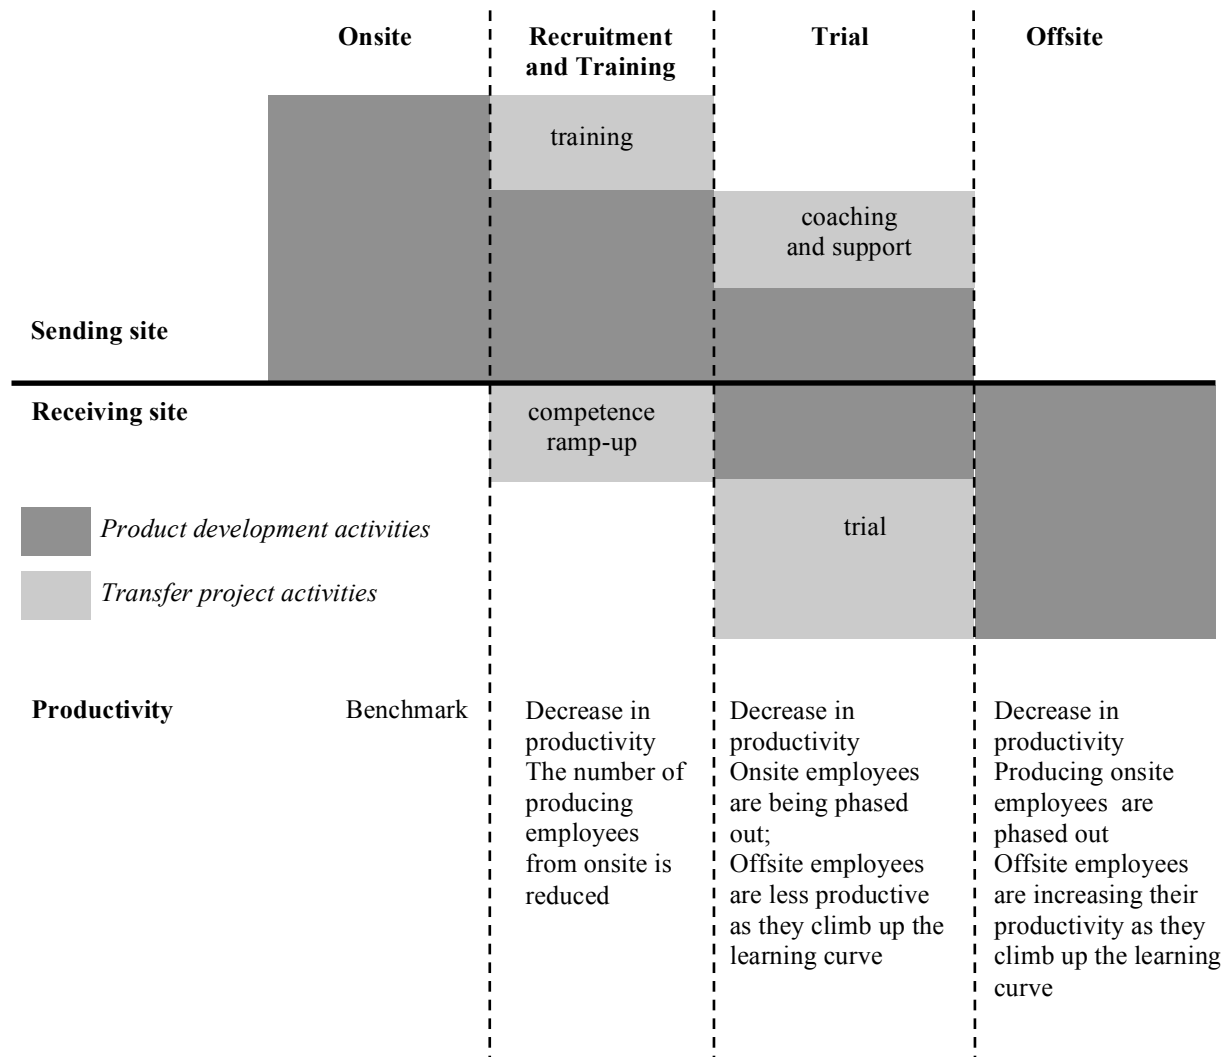 Onsite
Recruitment
and Training
Trial
Offsite
training
coaching
and support
Sending site
Receiving site
competence
ramp-up
trial
Product development activities
Transfer project activities
Productivity
Benchmark
Decrease in
productivity
The number of
producing
employees
from onsite is
reduced
Decrease in
productivity
Onsite employees
are being phased
out;
Offsite employees
are less productive
as they climb up the
learning curve
Decrease in
productivity
Producing onsite
employees are
phased out
Offsite employees
are increasing their
productivity as they
climb up the learning
curve